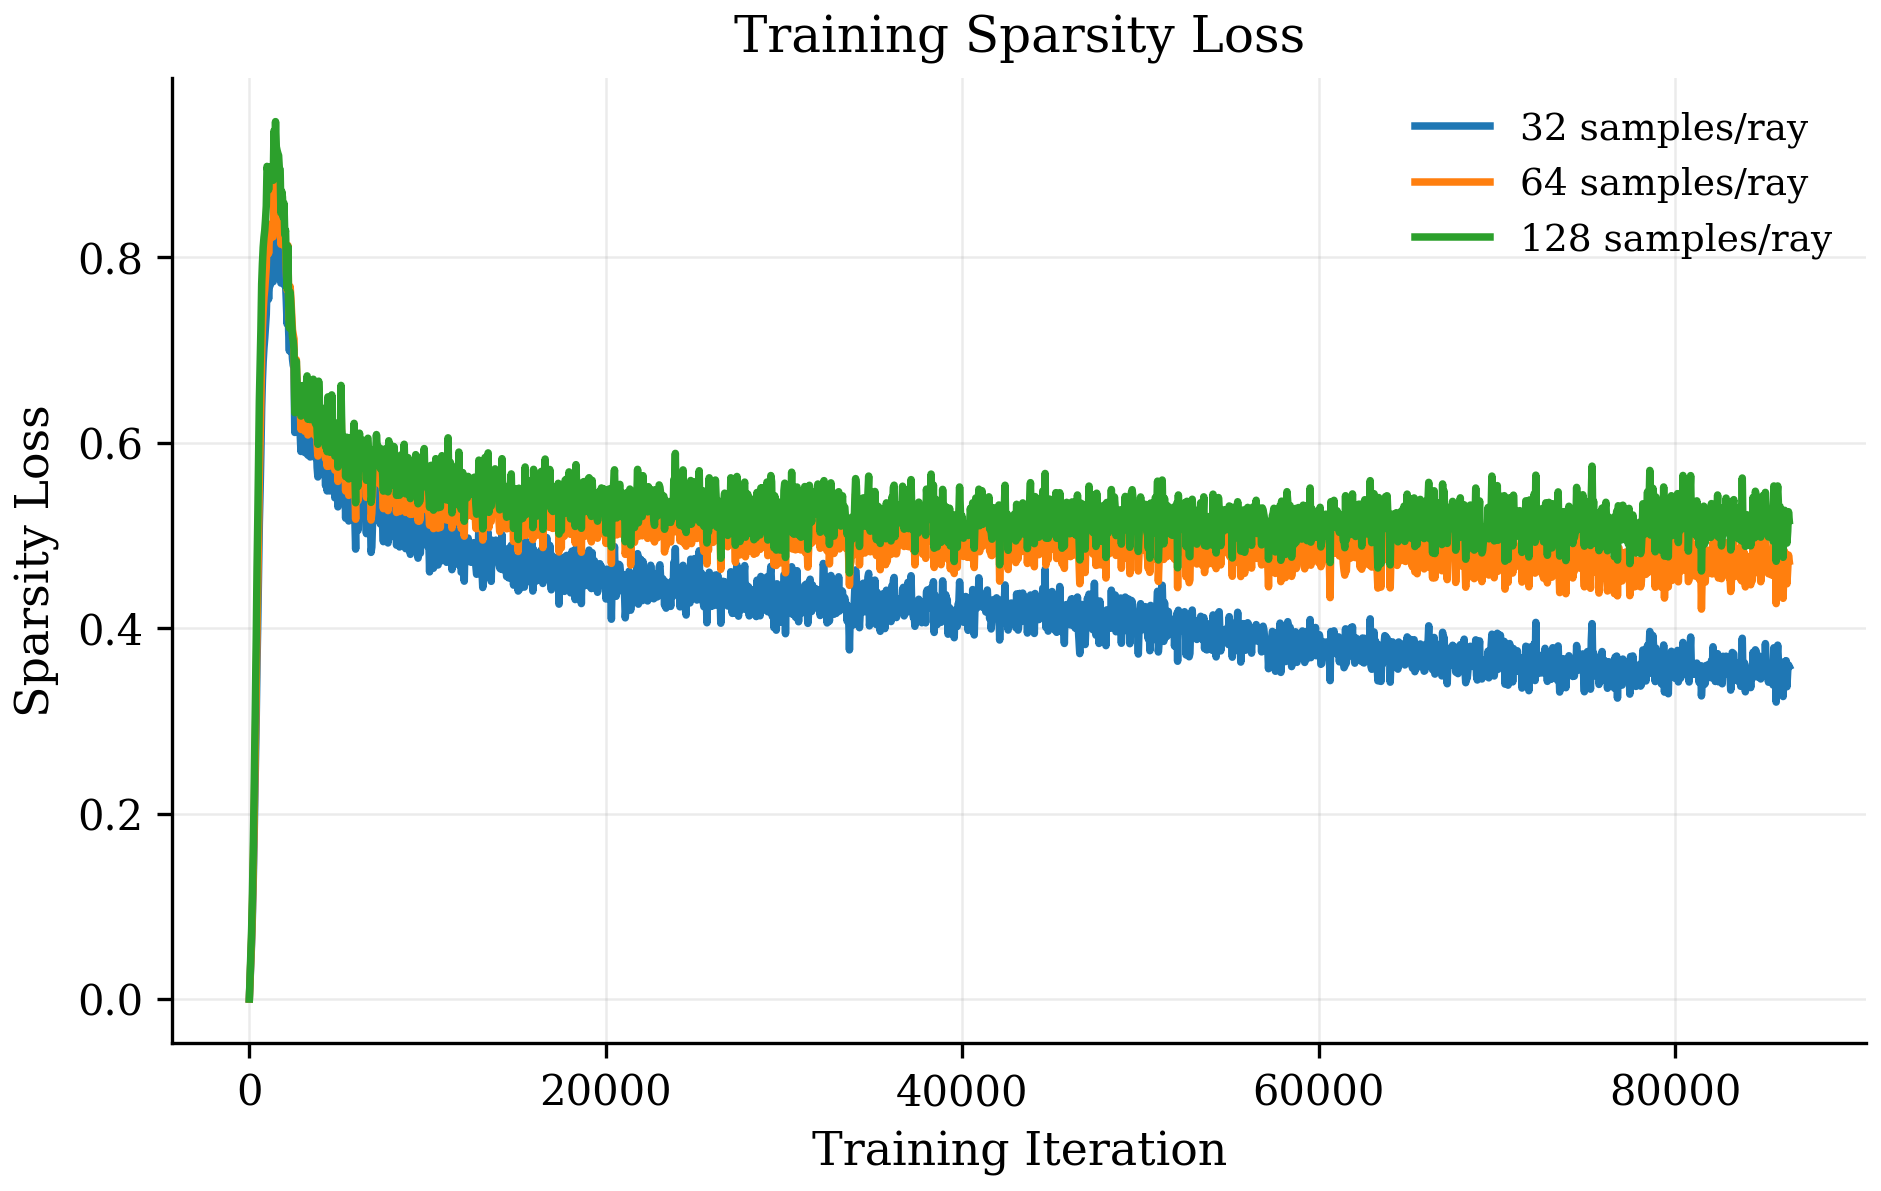 Training Sparsity Loss
32 samples/ray
64 samples/ray
128 samples/ray
Sparsity Loss
0.8
0.6
0.4
0.2
0.0
0 20000 40000 60000 80000
Training Iteration